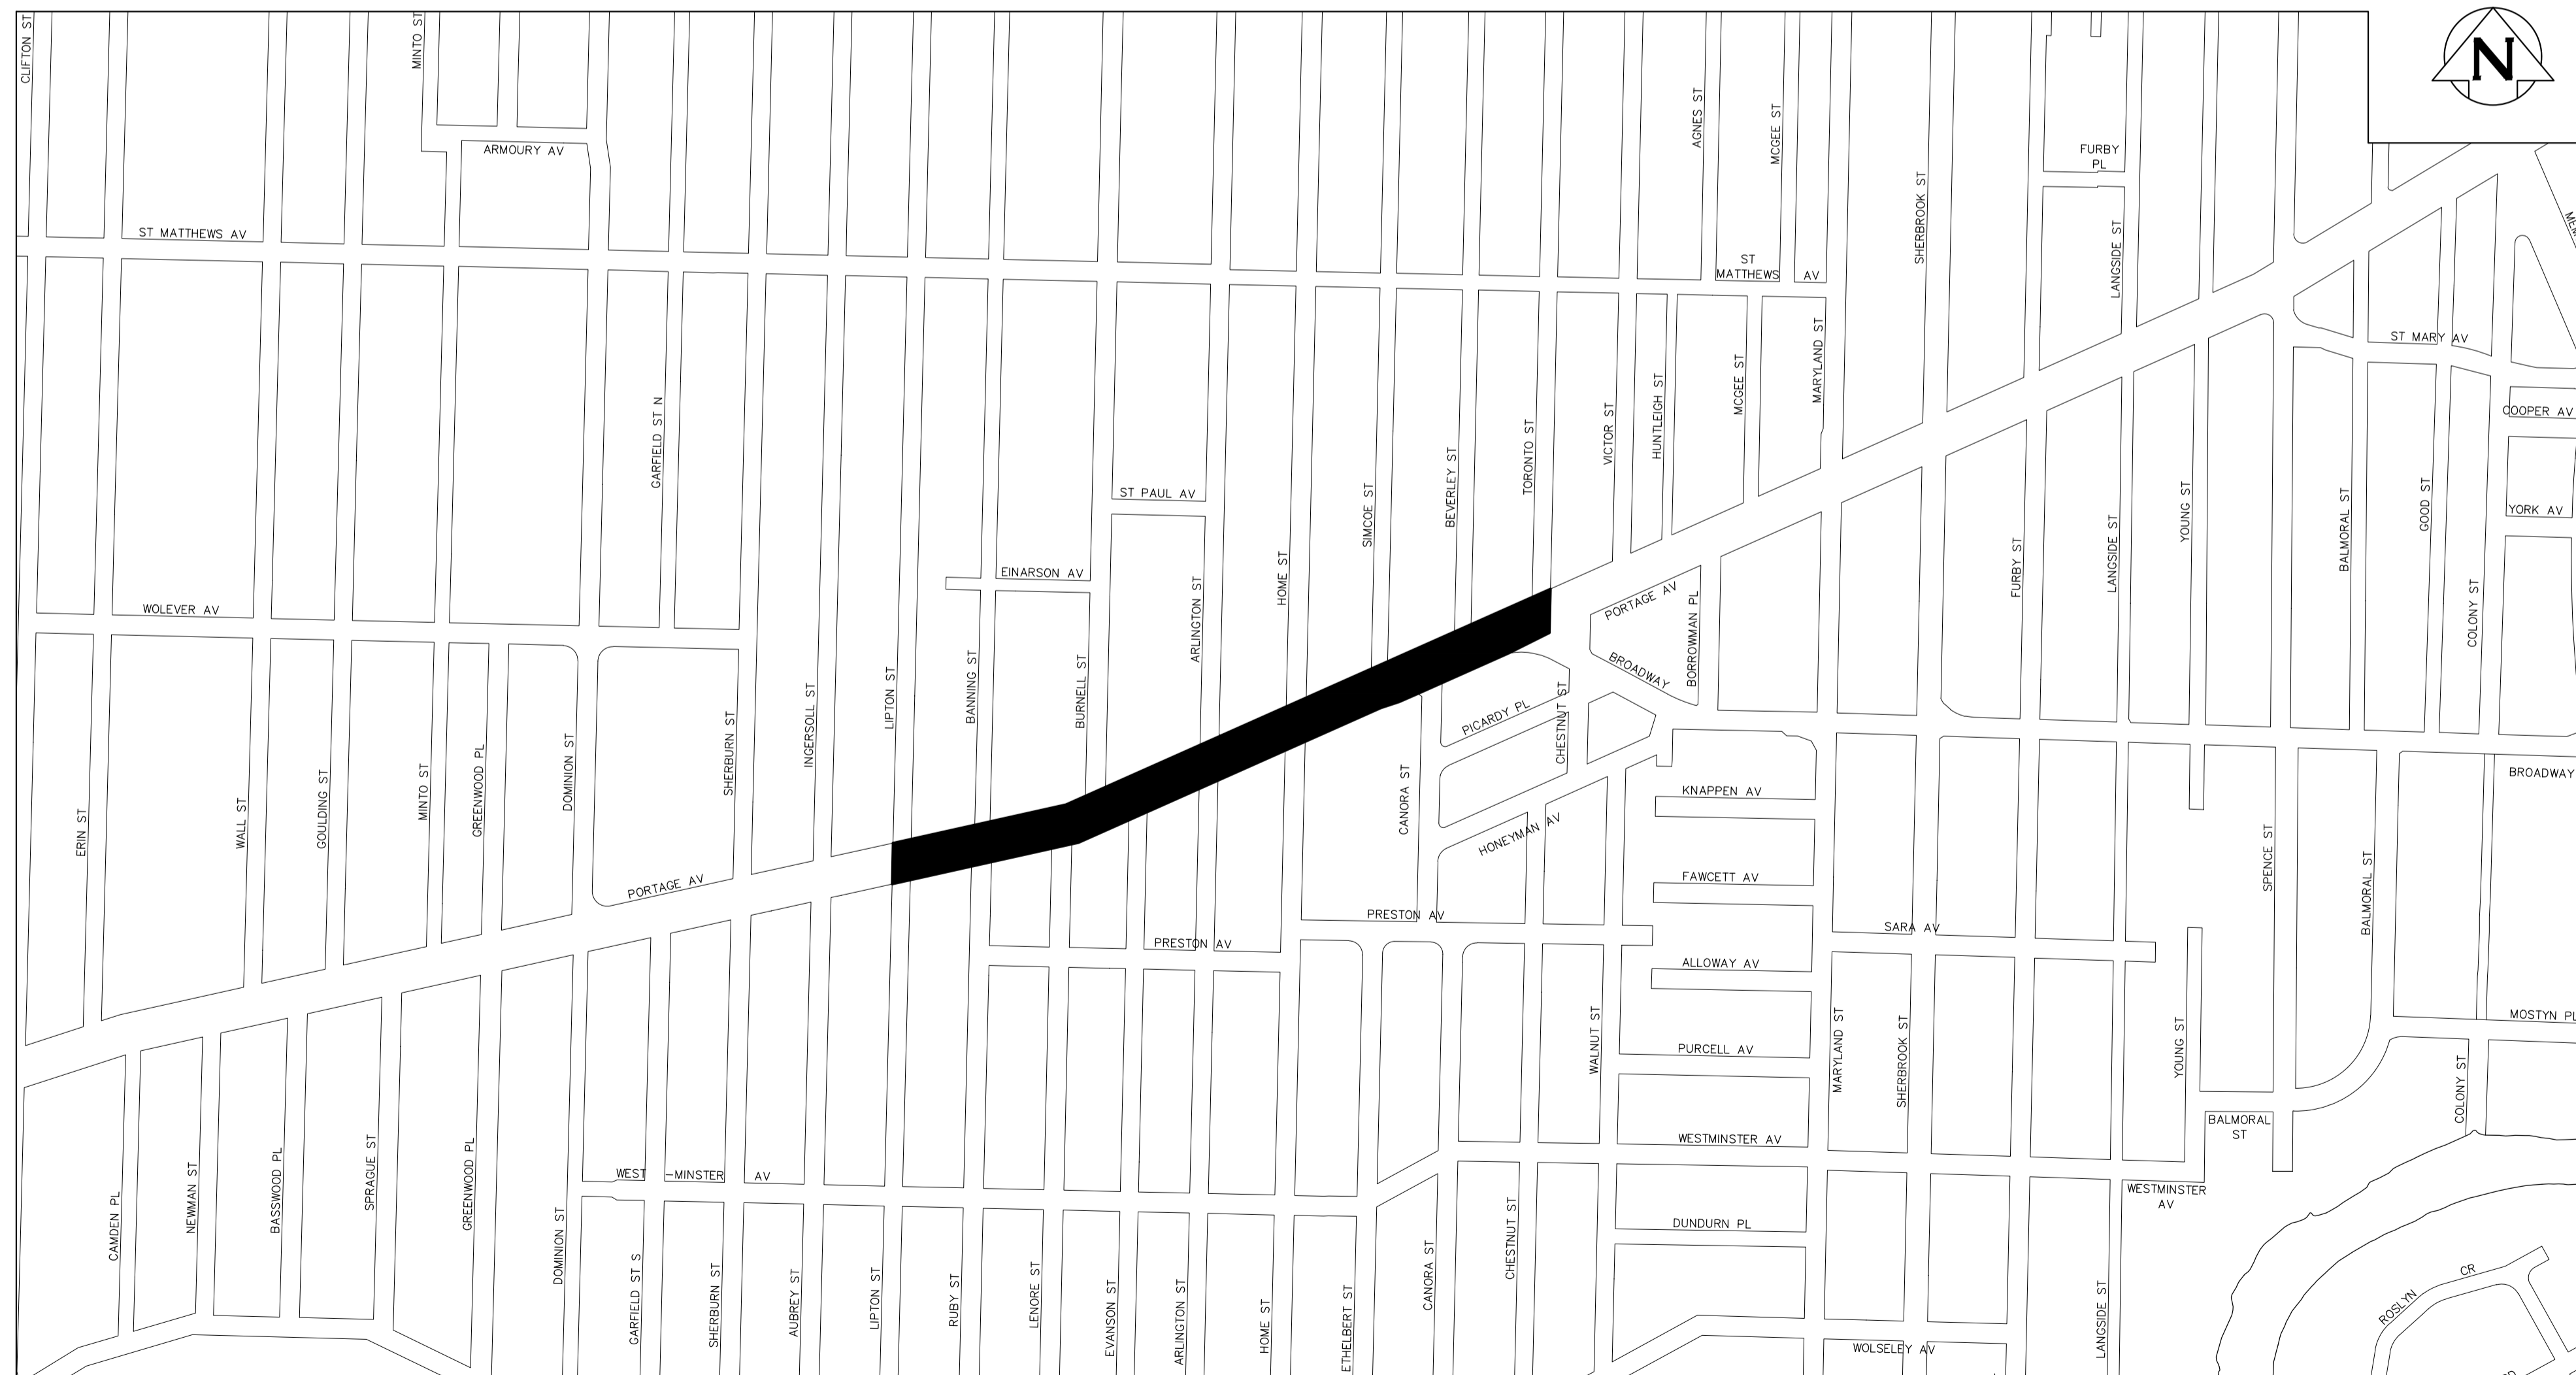 CLIFTON ST
MINTO ST
N
ARMOURY AV
AGNES ST
MCGEE ST
FURBY
PL
SHERBROOK ST
LANGSIDE ST
ST MATTHEWS AV
ST
MATTHEWS
AV
ST MARY AV
MARYLAND ST
MCGEE ST
HUNTLEIGH ST
VICTOR ST
COOPER AV
GARFIELD ST N
TORONTO ST
BEVERLEY ST
SIMCOE ST
ST PAUL AV
YOUNG ST
BALMORAL ST
GOOD ST
YORK AV
LANGSIDE ST
FURBY ST
HOME ST
EINARSON AV
ARLINGTON ST
WOLEVER AV
PORTAGE AV
BORROWMAN PL
BROADWAY
COLONY ST
BURNELL ST
BANNING ST
LIPTON ST
INGERSOLL ST
SHERBURN ST
DOMINION ST
GREENWOOD PL
MINTO ST
GOULDING ST
WALL ST
ERIN ST
PICARDY PL
CHESTNUT ST
CANORA ST
HONEYMAN AV
KNAPPEN AV
BROADWAY
FAWCETT AV
SPENCE ST
BALMORAL ST
PORTAGE AV
PRESTON AV
PRESTON AV
SARA AV
ALLOWAY AV
MOSTYN PL
WALNUT ST
PURCELL AV
MARYLAND ST
SHERBROOK ST
YOUNG ST
COLONY ST
BALMORAL
ST
WESTMINSTER AV
WEST
-MINSTER
AV
WESTMINSTER
AV
CAMDEN PL
NEWMAN ST
BASSWOOD PL
SPRAGUE ST
GREENWOOD PL
DOMINION ST
GARFIELD ST S
SHERBURN ST
AUBREY ST
LIPTON ST
RUBY ST
LENORE ST
EVANSON ST
ARLINGTON ST
HOME ST
ETHELBERT ST
CANORA ST
CHESTNUT ST
DUNDURN PL
WOLSELEY AV
LANGSIDE ST
ROSLYN
CR